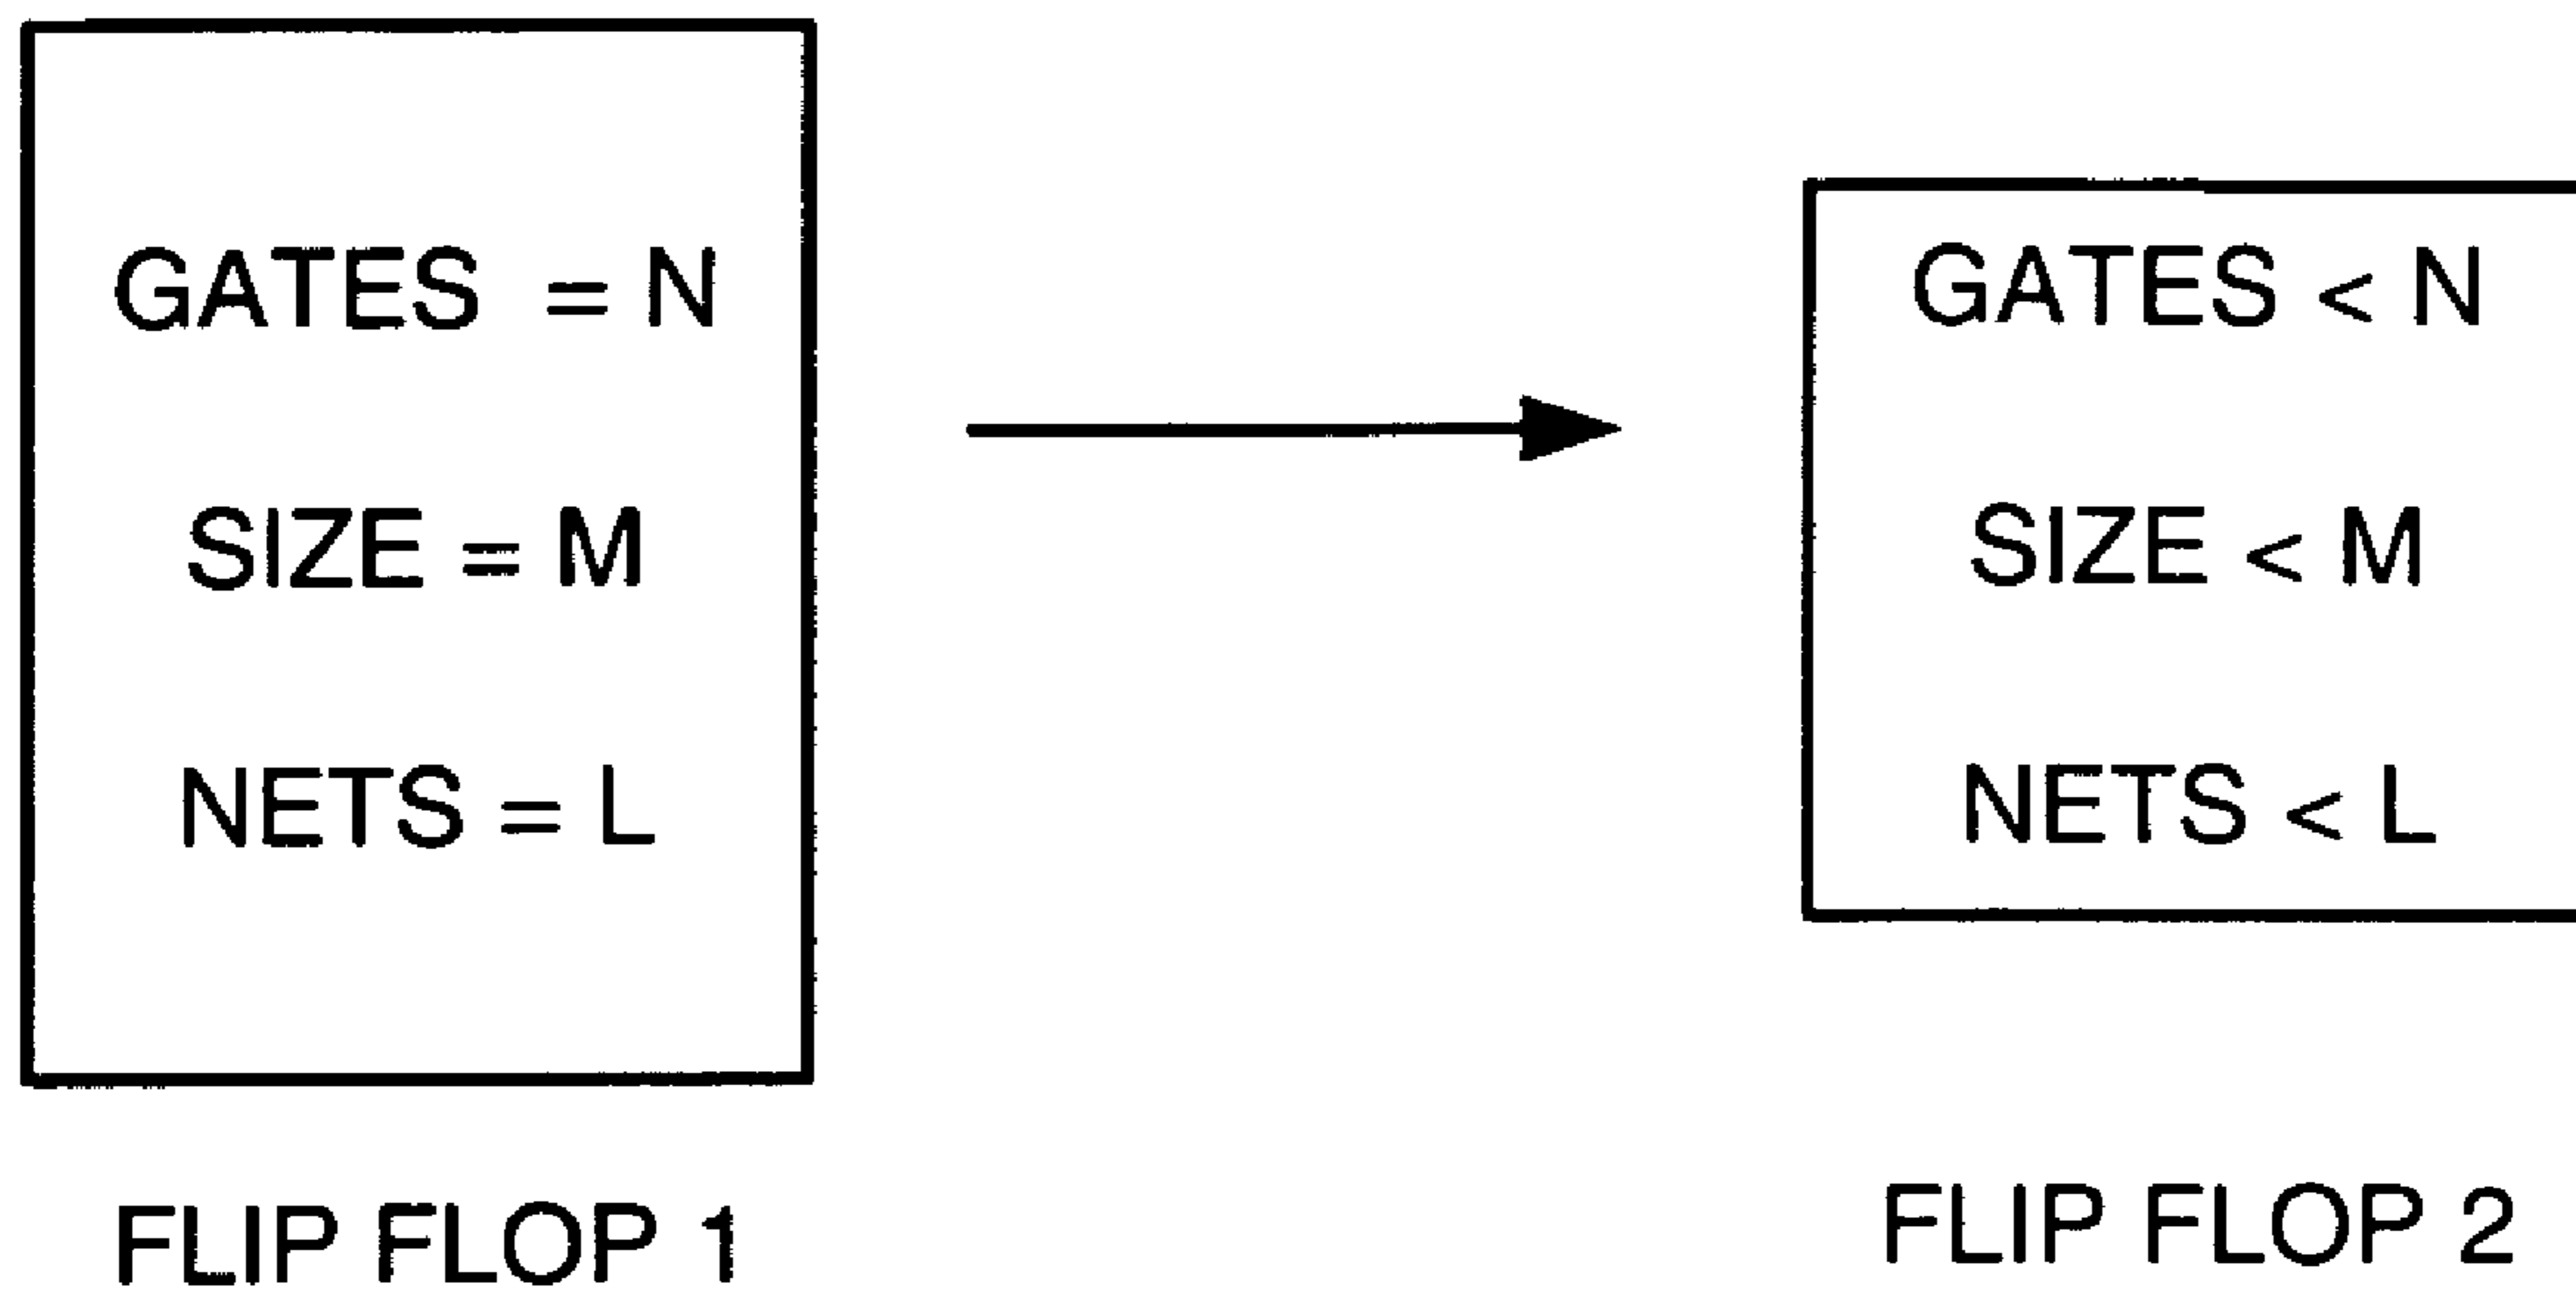 GATES = N
SIZE = M
NETS = L
FLIP FLOP 1
GATES < N
SIZE < M
NETS < L
FLIP FLOP 2